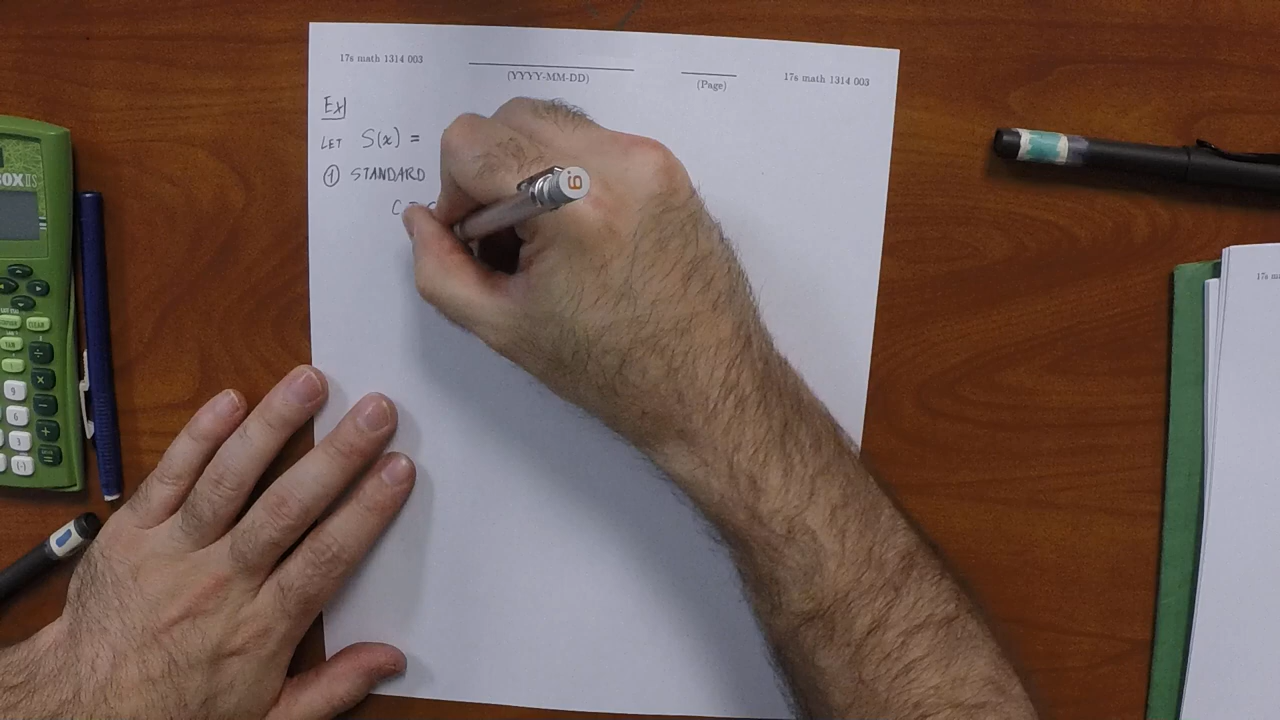 17s math 1314 003
(YYYY-MM-DD)
(Page)
17s math 1314 003
Ex
LET S(x) =
① STANDARD